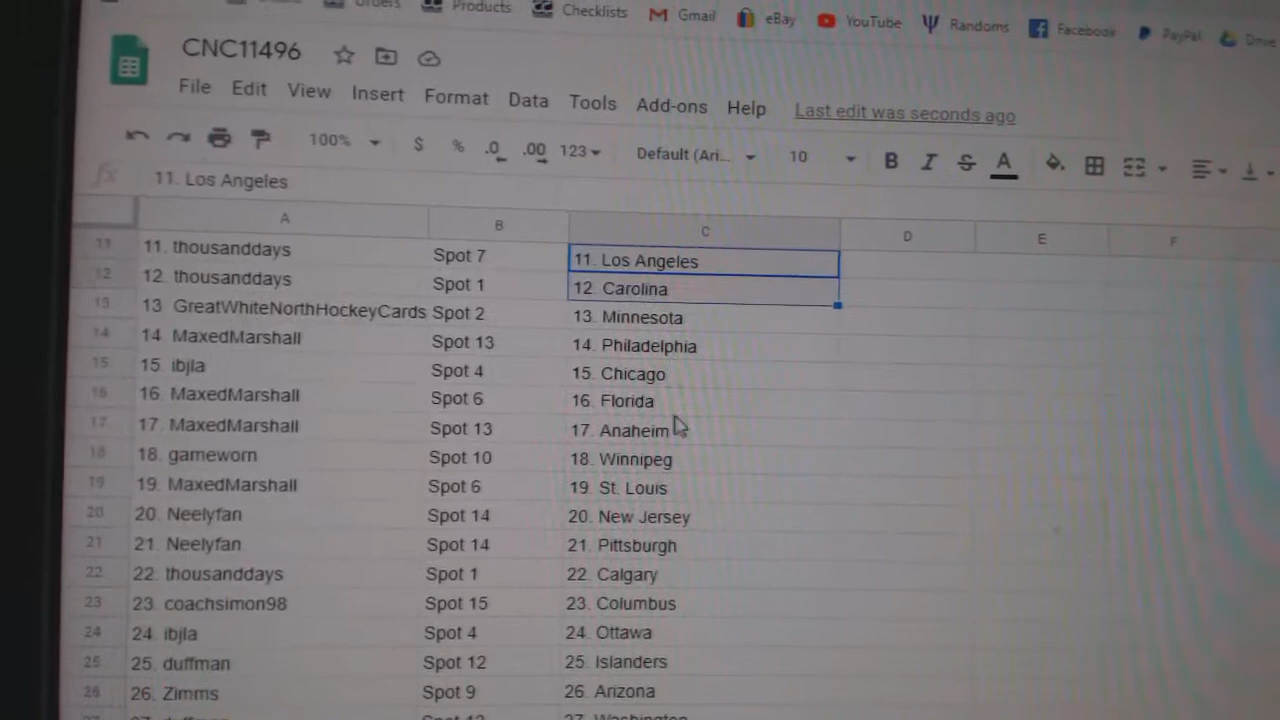 Orders Products Checklists Gmail eBay YouTube Randoms Facebook PayPal Drive
CNC11496
File Edit View Insert Format Data Tools Add-ons Help Last edit was seconds ago
100% $ % .0 .00 123 Default (Ari... 10 B I S A
fx 11. Los Angeles
A B C D E F
11 11. thousanddays Spot 7 11. Los Angeles
12 12. thousanddays Spot 1 12. Carolina
13 13 GreatWhiteNorthHockeyCards Spot 2 13. Minnesota
14 14. MaxedMarshall Spot 13 14. Philadelphia
15 15. ibjla Spot 4 15. Chicago
16 16. MaxedMarshall Spot 6 16. Florida
17 17. MaxedMarshall Spot 13 17. Anaheim
18 18. gameworn Spot 10 18. Winnipeg
19 19. MaxedMarshall Spot 6 19. St. Louis
20 20. Neelyfan Spot 14 20. New Jersey
21 21. Neelyfan Spot 14 21. Pittsburgh
22 22. thousanddays Spot 1 22. Calgary
23 23. coachsimon98 Spot 15 23. Columbus
24 24. ibjla Spot 4 24. Ottawa
25 25. duffman Spot 12 25. Islanders
26 26. Zimms Spot 9 26. Arizona
27. Washington